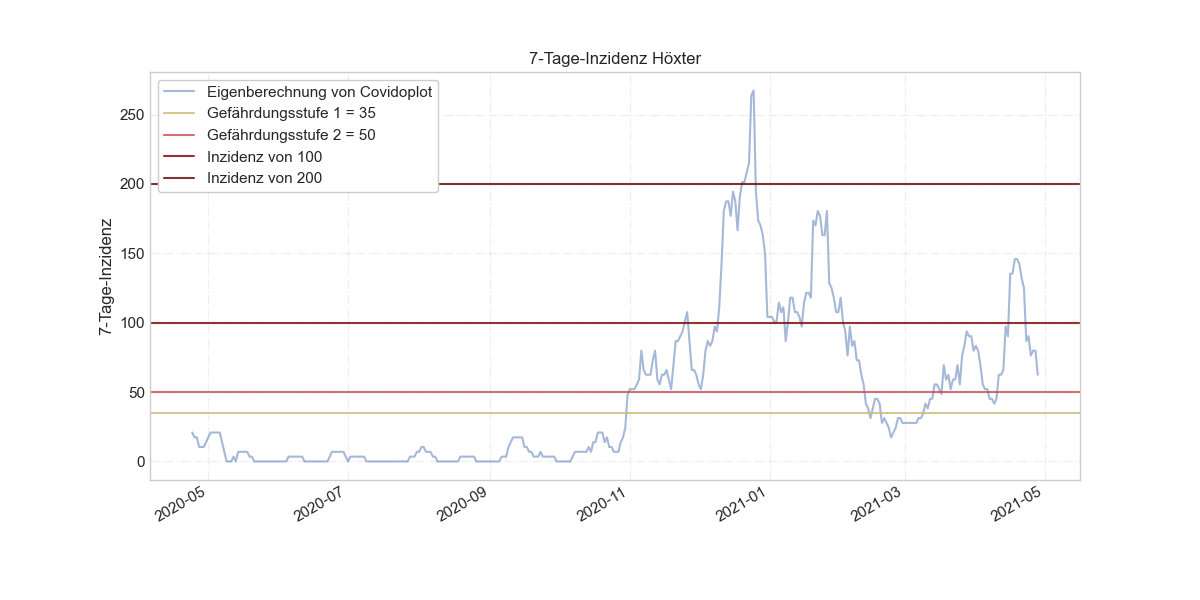 7-Tage-Inzidenz Höxter
Eigenberechnung von Covidoplot
Gefährdungsstufe 1 = 35
Gefährdungsstufe 2 = 50
Inzidenz von 100
Inzidenz von 200
7-Tage-Inzidenz
250
200
150
100
50
0
2020-05
2020-07
2020-09
2020-11
2021-01
2021-03
2021-05